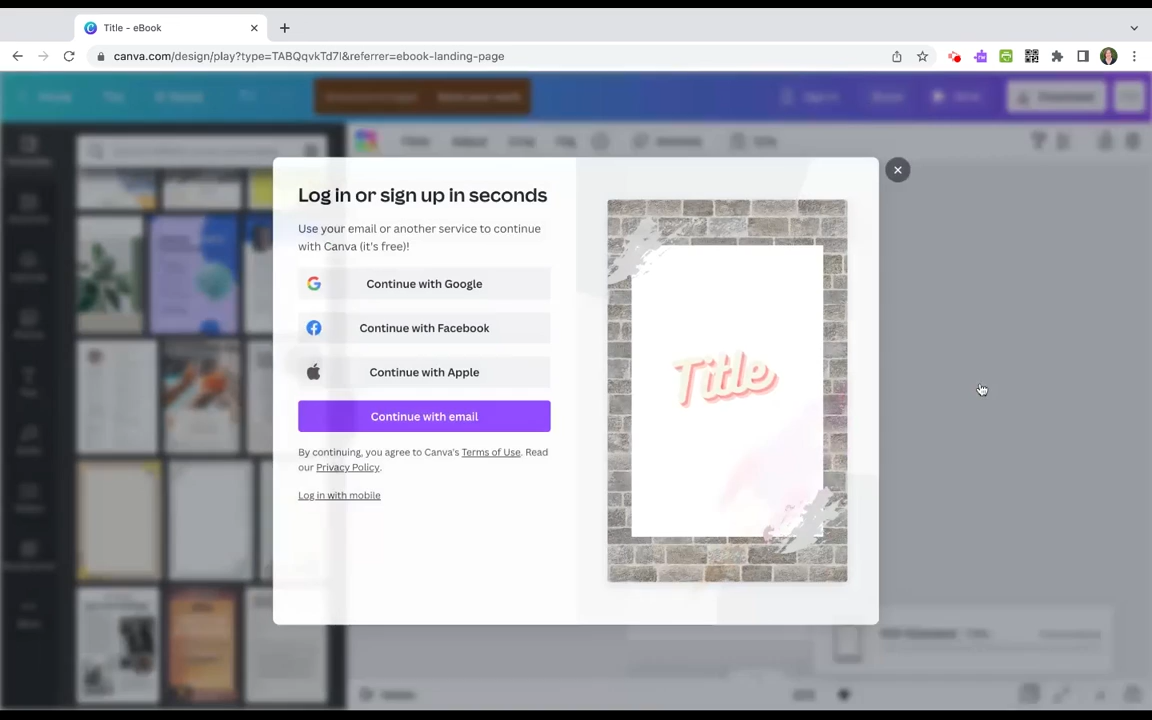 Title - eBook
canva.com/design/play?type=TABQqvkTd7I&referrer=ebook-landing-page
Log in or sign up in seconds
Use your email or another service to continue
with Canva (it's free)!
Continue with Google
Continue with Facebook
Continue with Apple
Continue with email
By continuing, you agree to Canva's Terms of Use. Read
our Privacy Policy.
Log in with mobile
Title